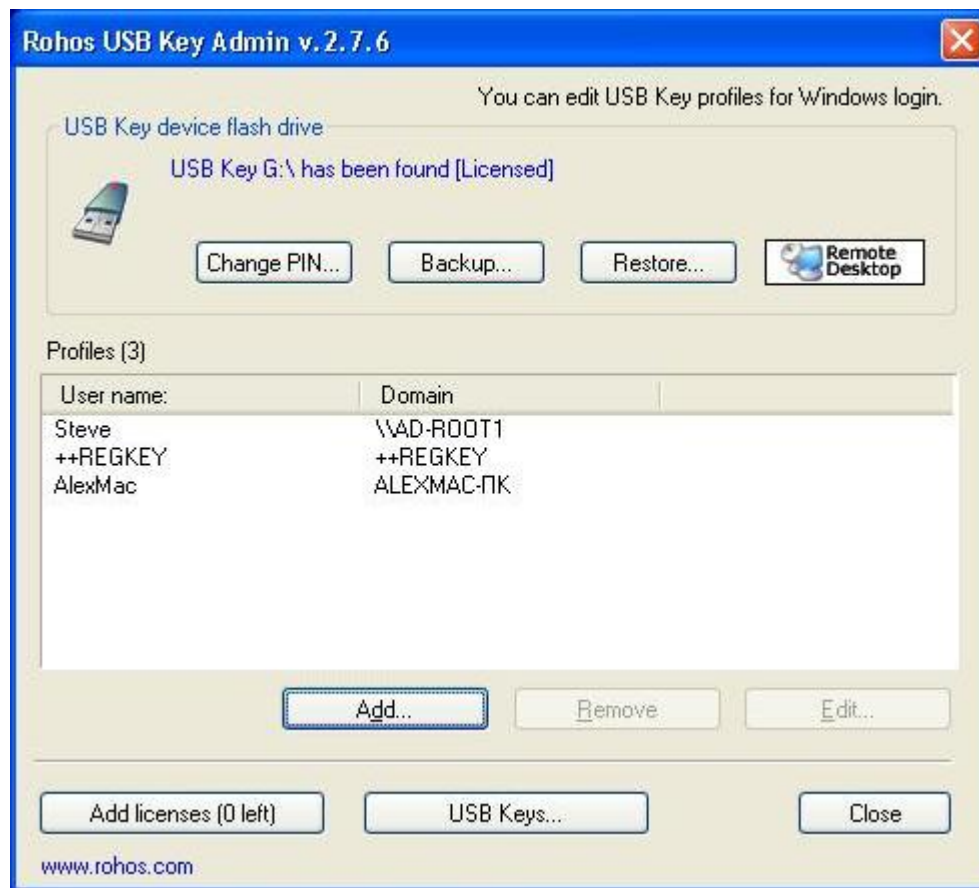 Rohos USB Key Admin v.2.7.6
You can edit USB Key profiles for Windows login.
USB Key device flash drive
USB Key G:\ has been found [Licensed]
Change PIN... Backup... Restore... Remote Desktop
Profiles (3)
User name: Domain
Steve \\AD-ROOT1
++REGKEY ++REGKEY
AlexMac ALEXMAC-ПК
Add... Remove Edit...
Add licenses (0 left) USB Keys... Close
www.rohos.com